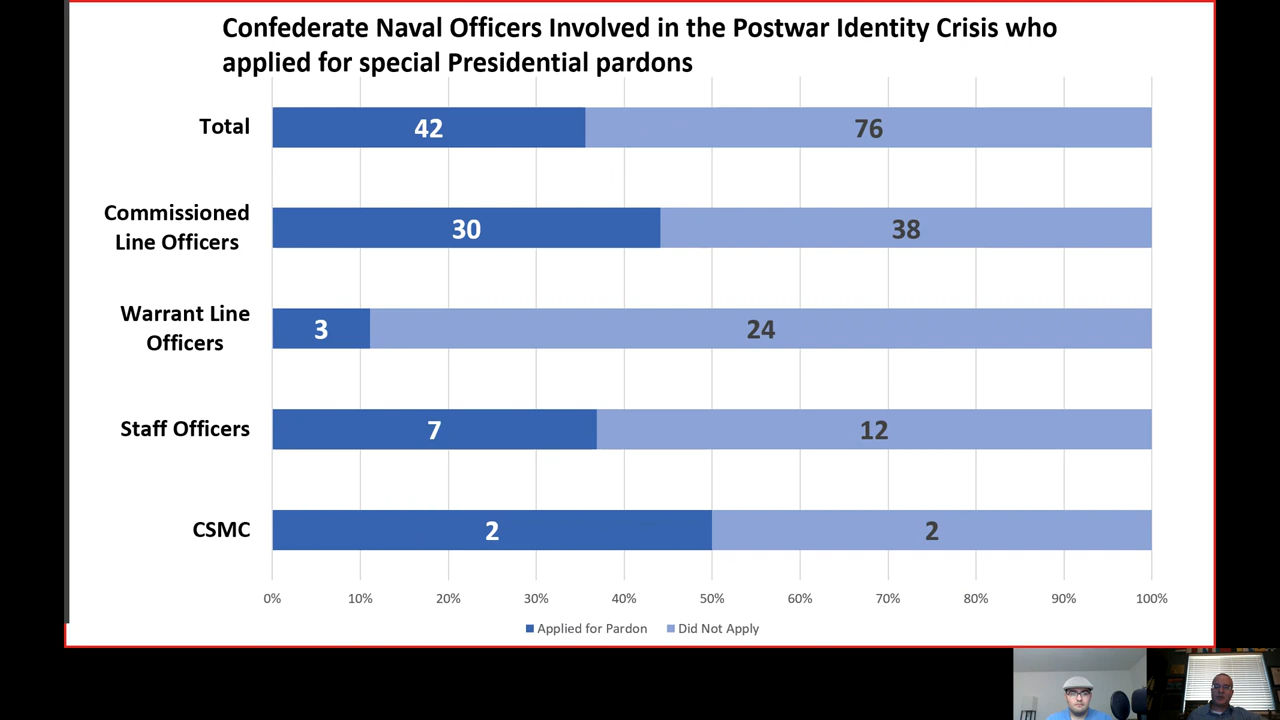 Confederate Naval Officers Involved in the Postwar Identity Crisis who
applied for special Presidential pardons
Total
42
76
Commissioned
Line Officers
30
38
Warrant Line
Officers
3
24
Staff Officers
7
12
CSMC
2
2
0%
10%
20%
30%
40%
50%
60%
70%
80%
90%
100%
Applied for Pardon
Did Not Apply